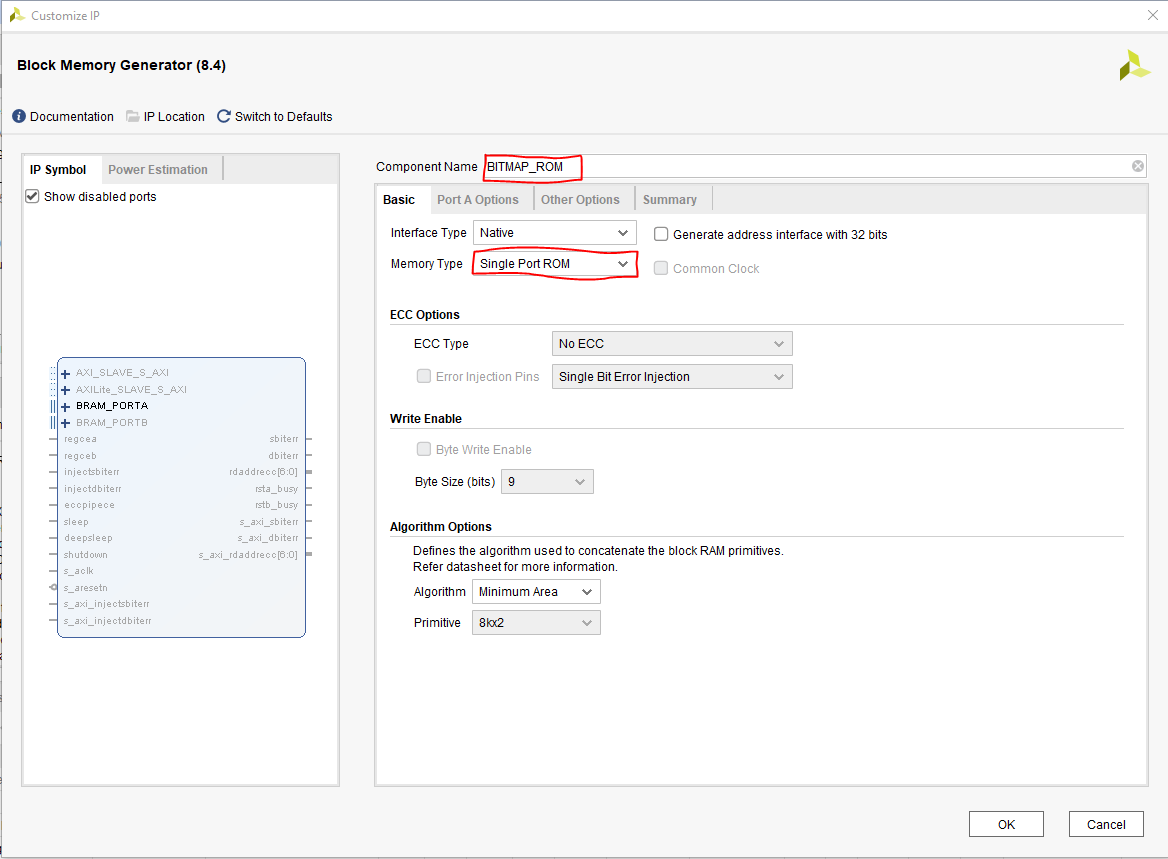 Customize IP
Block Memory Generator (8.4)
Documentation IP Location Switch to Defaults
IP Symbol Power Estimation
Show disabled ports
AXI_SLAVE_S_AXI
AXILite_SLAVE_S_AXI
BRAM_PORTA
BRAM_PORTB
regcea sbiterr
regceb dbiterr
injectsbiterr rdaddrecc[6:0]
injectdbiterr rsta_busy
eccpipece rstb_busy
sleep s_axi_sbiterr
deepsleep s_axi_dbiterr
shutdown s_axi_rdaddrecc[6:0]
s_aclk
s_aresetn
s_axi_injectsbiterr
s_axi_injectdbiterr
Component Name BITMAP_ROM
Basic Port A Options Other Options Summary
Interface Type Native Generate address interface with 32 bits
Memory Type Single Port ROM Common Clock
ECC Options
ECC Type No ECC
Error Injection Pins Single Bit Error Injection
Write Enable
Byte Write Enable
Byte Size (bits) 9
Algorithm Options
Defines the algorithm used to concatenate the block RAM primitives.
Refer datasheet for more information.
Algorithm Minimum Area
Primitive 8kx2
OK Cancel